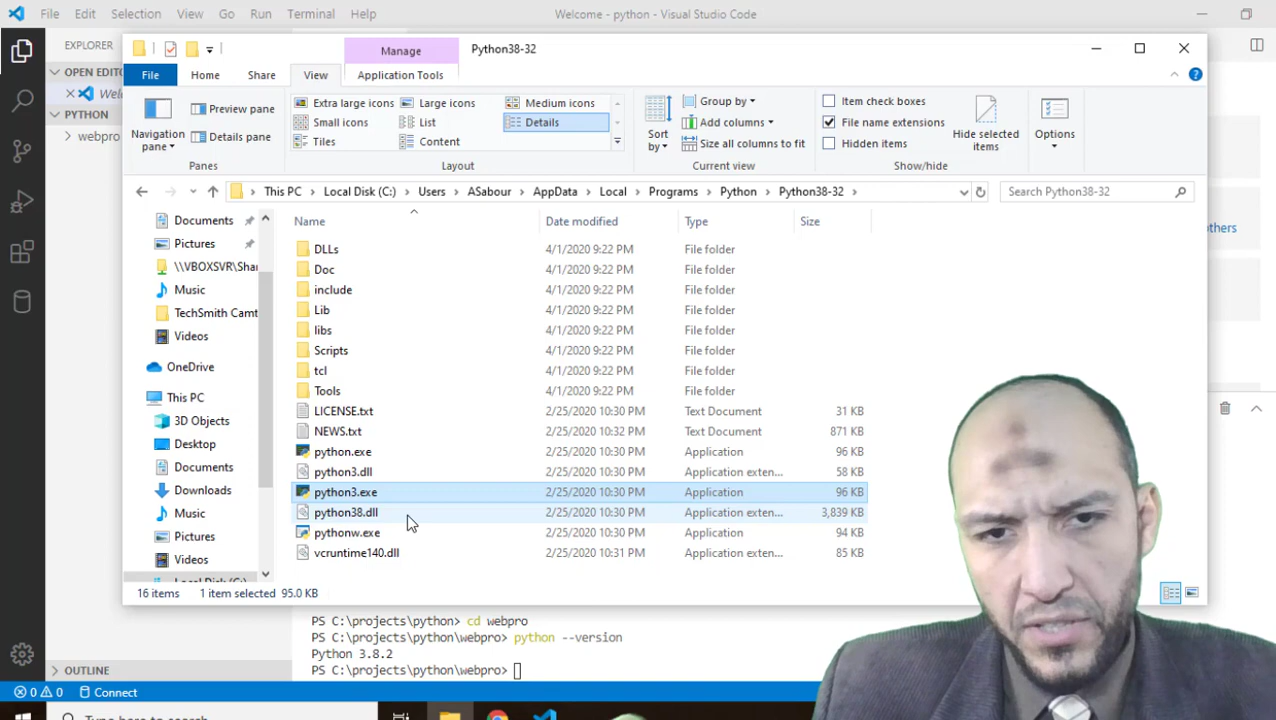 File Edit Selection View Go Run Terminal Help
Welcome - python - Visual Studio Code
EXPLORER
OPEN EDITO
Welc
PYTHON
webpro
OUTLINE
0 0 Connect
Manage
Python38-32
File Home Share View Application Tools
Navigation pane
Preview pane
Details pane
Panes
Extra large icons Large icons Medium icons
Small icons List Details
Tiles Content
Layout
Sort by
Group by
Add columns
Size all columns to fit
Current view
Item check boxes
File name extensions
Hidden items
Hide selected items
Show/hide
Options
This PC Local Disk (C:) Users ASabour AppData Local Programs Python Python38-32
Search Python38-32
Documents
Pictures
\\VBOXSVR\Shar
Music
TechSmith Camt
Videos
OneDrive
This PC
3D Objects
Desktop
Documents
Downloads
Music
Pictures
Videos
Local Disk (C:)
Name Date modified Type Size
DLLs 4/1/2020 9:22 PM File folder
Doc 4/1/2020 9:22 PM File folder
include 4/1/2020 9:22 PM File folder
Lib 4/1/2020 9:22 PM File folder
libs 4/1/2020 9:22 PM File folder
Scripts 4/1/2020 9:22 PM File folder
tcl 4/1/2020 9:22 PM File folder
Tools 4/1/2020 9:22 PM File folder
LICENSE.txt 2/25/2020 10:30 PM Text Document 31 KB
NEWS.txt 2/25/2020 10:32 PM Text Document 871 KB
python.exe 2/25/2020 10:30 PM Application 96 KB
python3.dll 2/25/2020 10:30 PM Application exten... 58 KB
python3.exe 2/25/2020 10:30 PM Application 96 KB
python38.dll 2/25/2020 10:30 PM Application exten... 3,839 KB
pythonw.exe 2/25/2020 10:30 PM Application 94 KB
vcruntime140.dll 2/25/2020 10:31 PM Application exten... 85 KB
16 items 1 item selected 95.0 KB
others
PS C:\projects\python> cd webpro
PS C:\projects\python\webpro> python --version
Python 3.8.2
PS C:\projects\python\webpro>
Type here to search